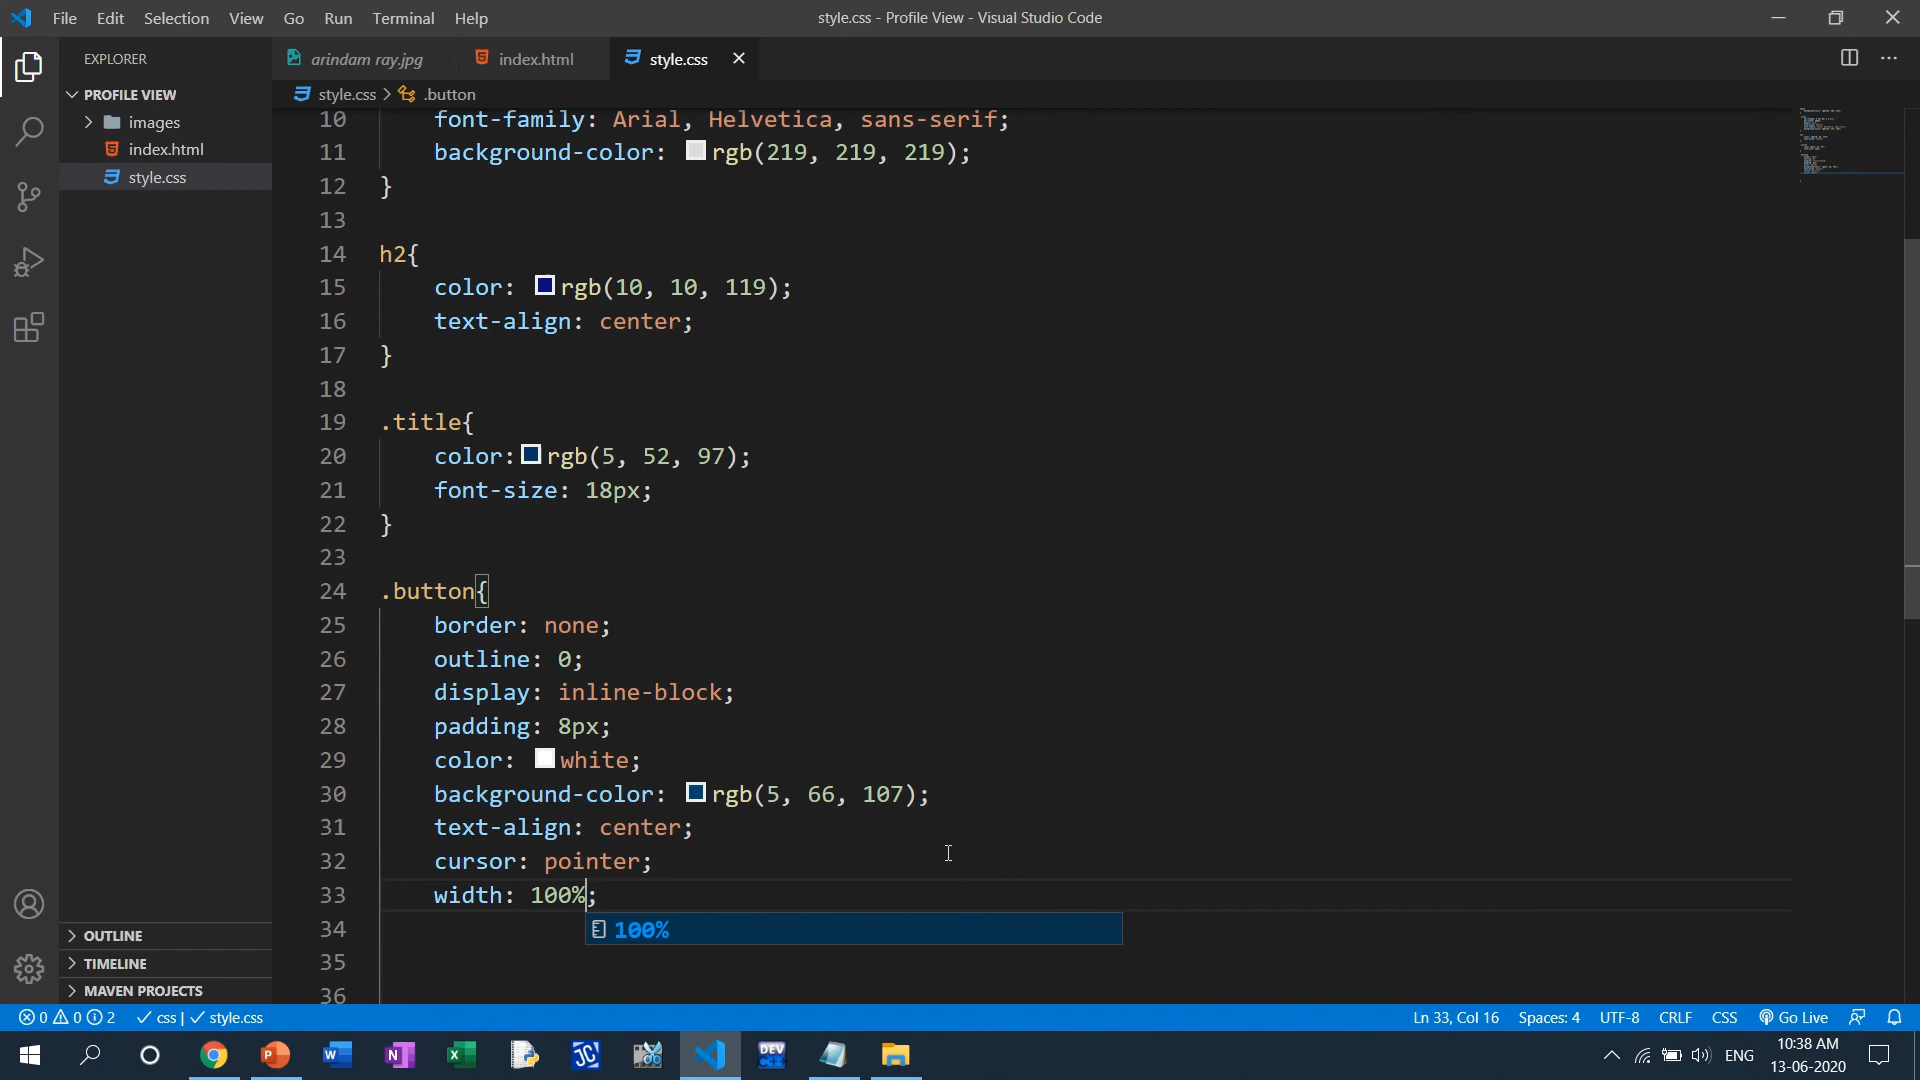 File Edit Selection View Go Run Terminal Help
style.css - Profile View - Visual Studio Code
EXPLORER
arindam ray.jpg
index.html
style.css
PROFILE VIEW
images
index.html
style.css
style.css > .button
10 font-family: Arial, Helvetica, sans-serif;
11 background-color: rgb(219, 219, 219);
12 }
13
14 h2{
15 color: rgb(10, 10, 119);
16 text-align: center;
17 }
18
19 .title{
20 color: rgb(5, 52, 97);
21 font-size: 18px;
22 }
23
24 .button{
25 border: none;
26 outline: 0;
27 display: inline-block;
28 padding: 8px;
29 color: white;
30 background-color: rgb(5, 66, 107);
31 text-align: center;
32 cursor: pointer;
33 width: 100%;
34 100%
35
36
OUTLINE
TIMELINE
MAVEN PROJECTS
0 0 2 css | style.css
Ln 33, Col 16 Spaces: 4 UTF-8 CRLF CSS Go Live
DEV
ENG
10:38 AM
13-06-2020